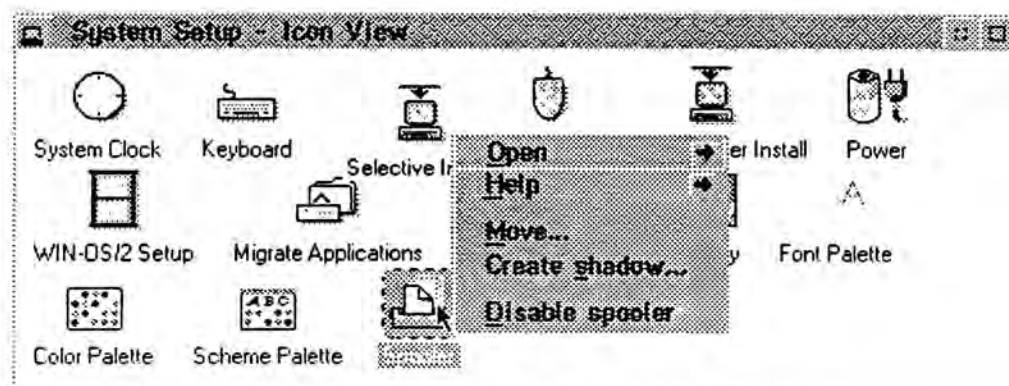 System Setup - Icon View
System Clock Keyboard
Selective In
er Install Power
Open
Help
Move...
Create shadow...
Disable spooler
WIN-OS/2 Setup Migrate Applications
y Font Palette
Color Palette Scheme Palette